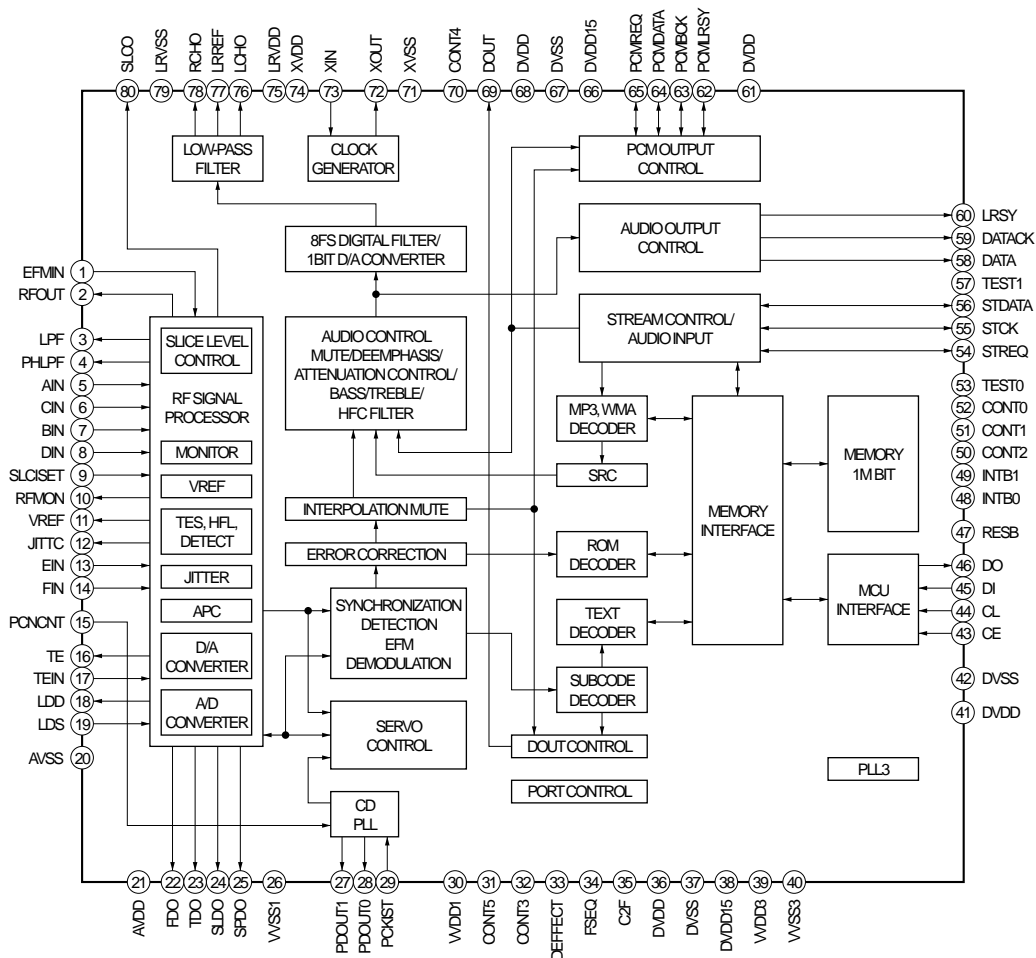 SLCO
LRVSS
RCHO
LRREF
LCHO
LRVDD
XVDD
XIN
XOUT
XVSS
CONT4
DOUT
DVDD
DVSS
DVDD15
PCMREQ
PCMDATA
PCMBCK
PCMLRSY
DVDD
80
79
78
77
76
75
74
73
72
71
70
69
68
67
66
65
64
63
62
61
LOW-PASS
FILTER
CLOCK
GENERATOR
PCM OUTPUT
CONTROL
8FS DIGITAL FILTER/
1BIT D/A CONVERTER
AUDIO OUTPUT
CONTROL
60 LRSY
59 DATACK
58 DATA
57 TEST1
56 STDATA
55 STCK
54 STREQ
53 TEST0
52 CONT0
51 CONT1
50 CONT2
49 INTB1
48 INTB0
47 RESB
46 DO
45 DI
44 CL
43 CE
42 DVSS
41 DVDD
EFMIN 1
RFOUT 2
LPF 3
PHLPF 4
AIN 5
CIN 6
BIN 7
DIN 8
SLCISET 9
RFMON 10
VREF 11
JITTC 12
EIN 13
FIN 14
PCNCNT 15
TE 16
TEIN 17
LDD 18
LDS 19
AVSS 20
SLICE LEVEL
CONTROL
RF SIGNAL
PROCESSOR
MONITOR
VREF
TES, HFL,
DETECT
JITTER
APC
D/A
CONVERTER
A/D
CONVERTER
AUDIO CONTROL
MUTE/DEEMPHASIS/
ATTENUATION CONTROL/
BASS/TREBLE/
HFC FILTER
INTERPOLATION MUTE
ERROR CORRECTION
SYNCHRONIZATION
DETECTION
EFM
DEMODULATION
SERVO
CONTROL
CD
PLL
STREAM CONTROL/
AUDIO INPUT
MP3, WMA
DECODER
SRC
ROM
DECODER
TEXT
DECODER
SUBCODE
DECODER
DOUT CONTROL
PORT CONTROL
MEMORY
INTERFACE
MEMORY
1M BIT
MCU
INTERFACE
PLL3
21
22
23
24
25
26
27
28
29
30
31
32
33
34
35
36
37
38
39
40
AVDD
FDO
TDO
SLDO
SPDO
VVSS1
PDOUT1
PDOUT0
PCKIST
VVDD1
CONT5
CONT3
DEFFECT
FSEQ
C2F
DVDD
DVSS
DVDD15
VVDD3
VVSS3